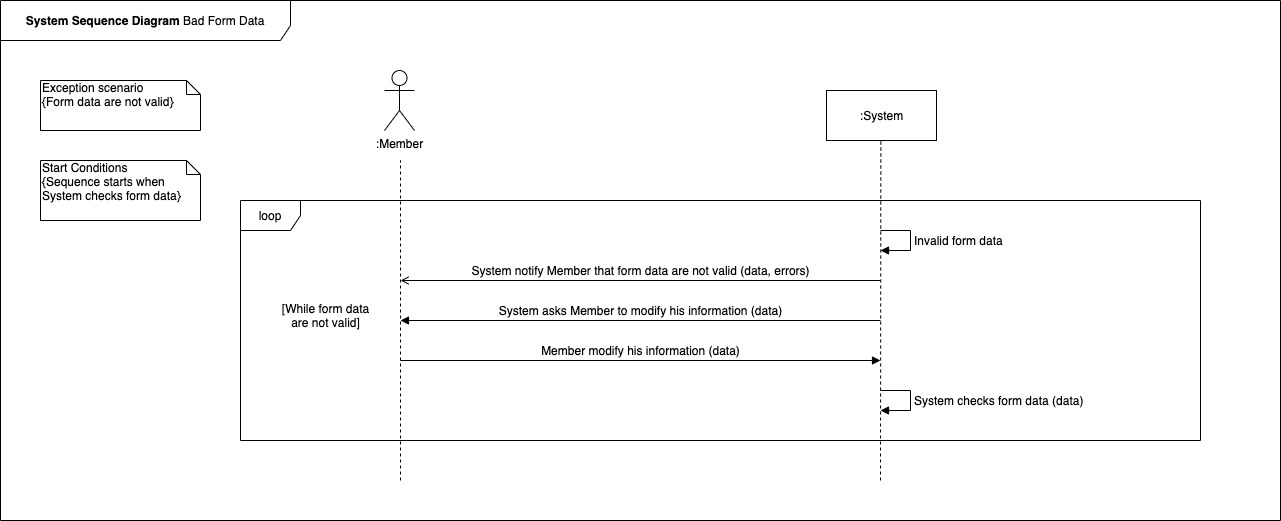 System Sequence Diagram Bad Form Data
Exception scenario
{Form data are not valid}
:Member
:System
Start Conditions
{Sequence starts when
System checks form data}
loop
Invalid form data
System notify Member that form data are not valid (data, errors)
[While form data
are not valid]
System asks Member to modify his information (data)
Member modify his information (data)
System checks form data (data)